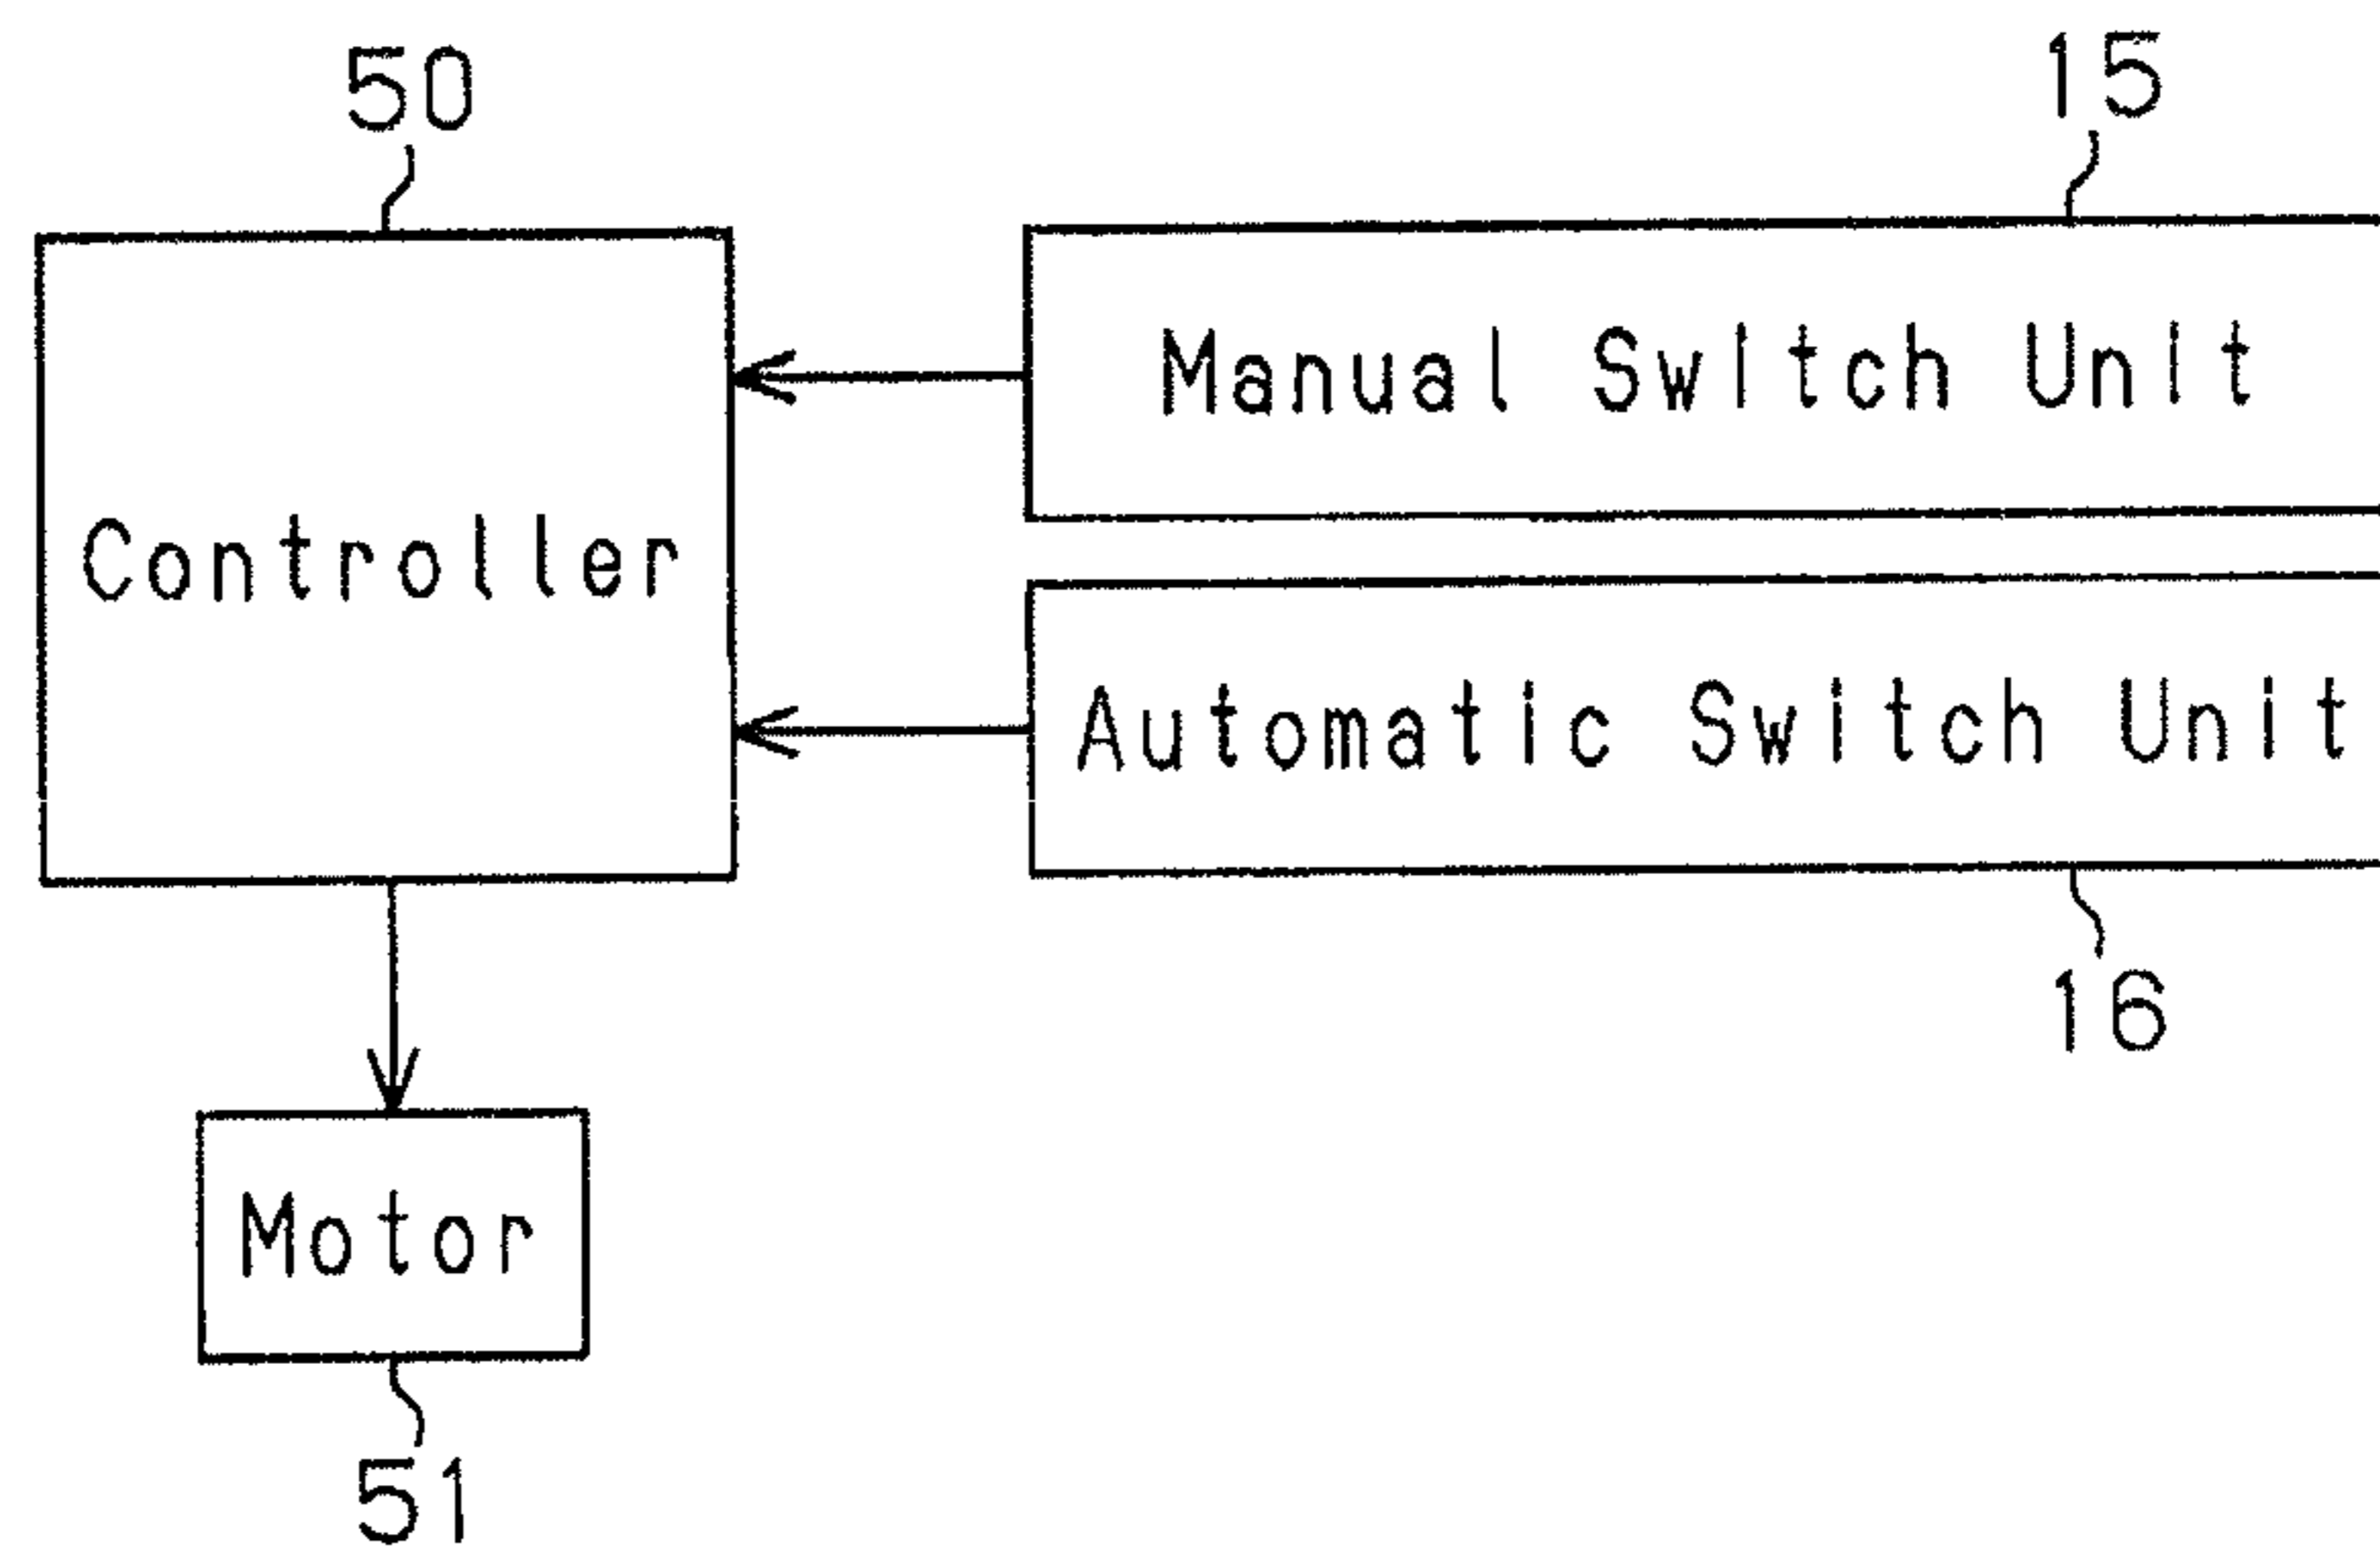 50
15
Manual Switch Unit
Controller
Automatic Switch Unit
16
Motor
51